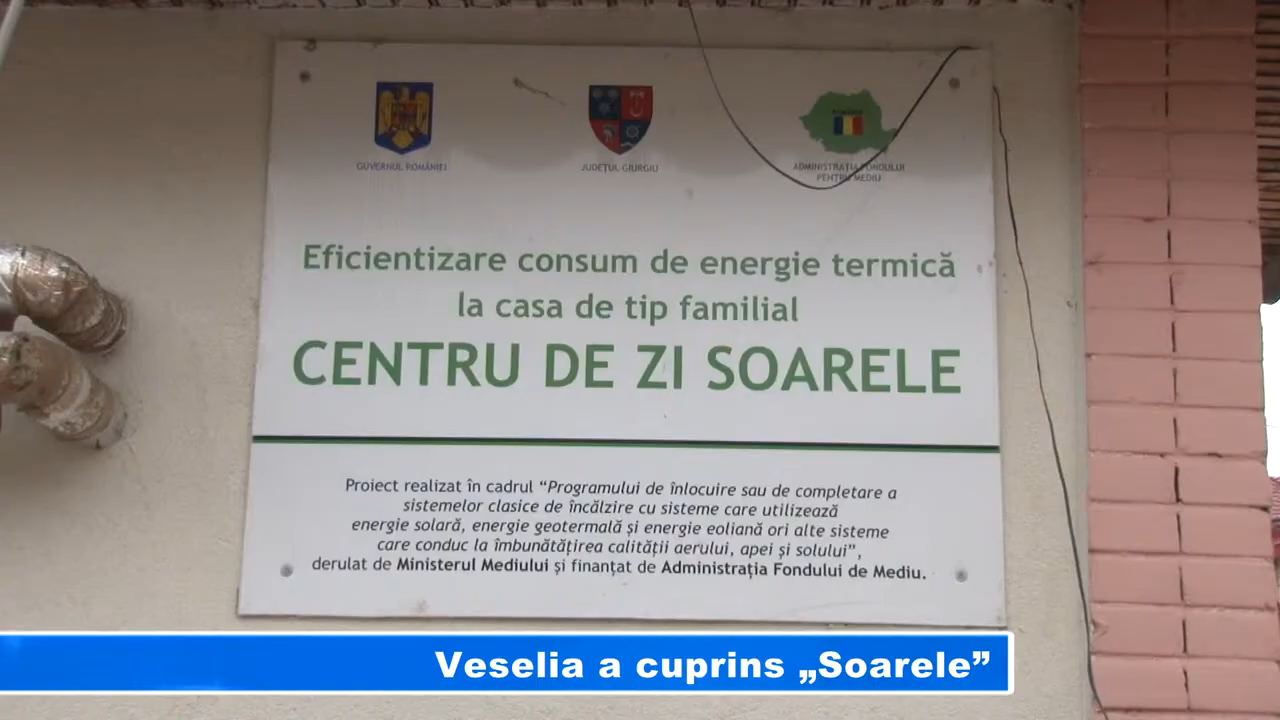 GUVERNUL ROMÂNIEI
JUDEȚUL GIURGIU
ROMANIA
ADMINISTRAȚIA FONDULUI
PENTRU MEDIU
Eficientizare consum de energie termică
la casa de tip familial
CENTRU DE ZI SOARELE
Proiect realizat în cadrul “Programului de înlocuire sau de completare a
sistemelor clasice de încălzire cu sisteme care utilizează
energie solară, energie geotermală și energie eoliană ori alte sisteme
care conduc la îmbunătățirea calității aerului, apei și solului”,
derulat de Ministerul Mediului și finanțat de Administrația Fondului de Mediu.
Veselia a cuprins „Soarele”